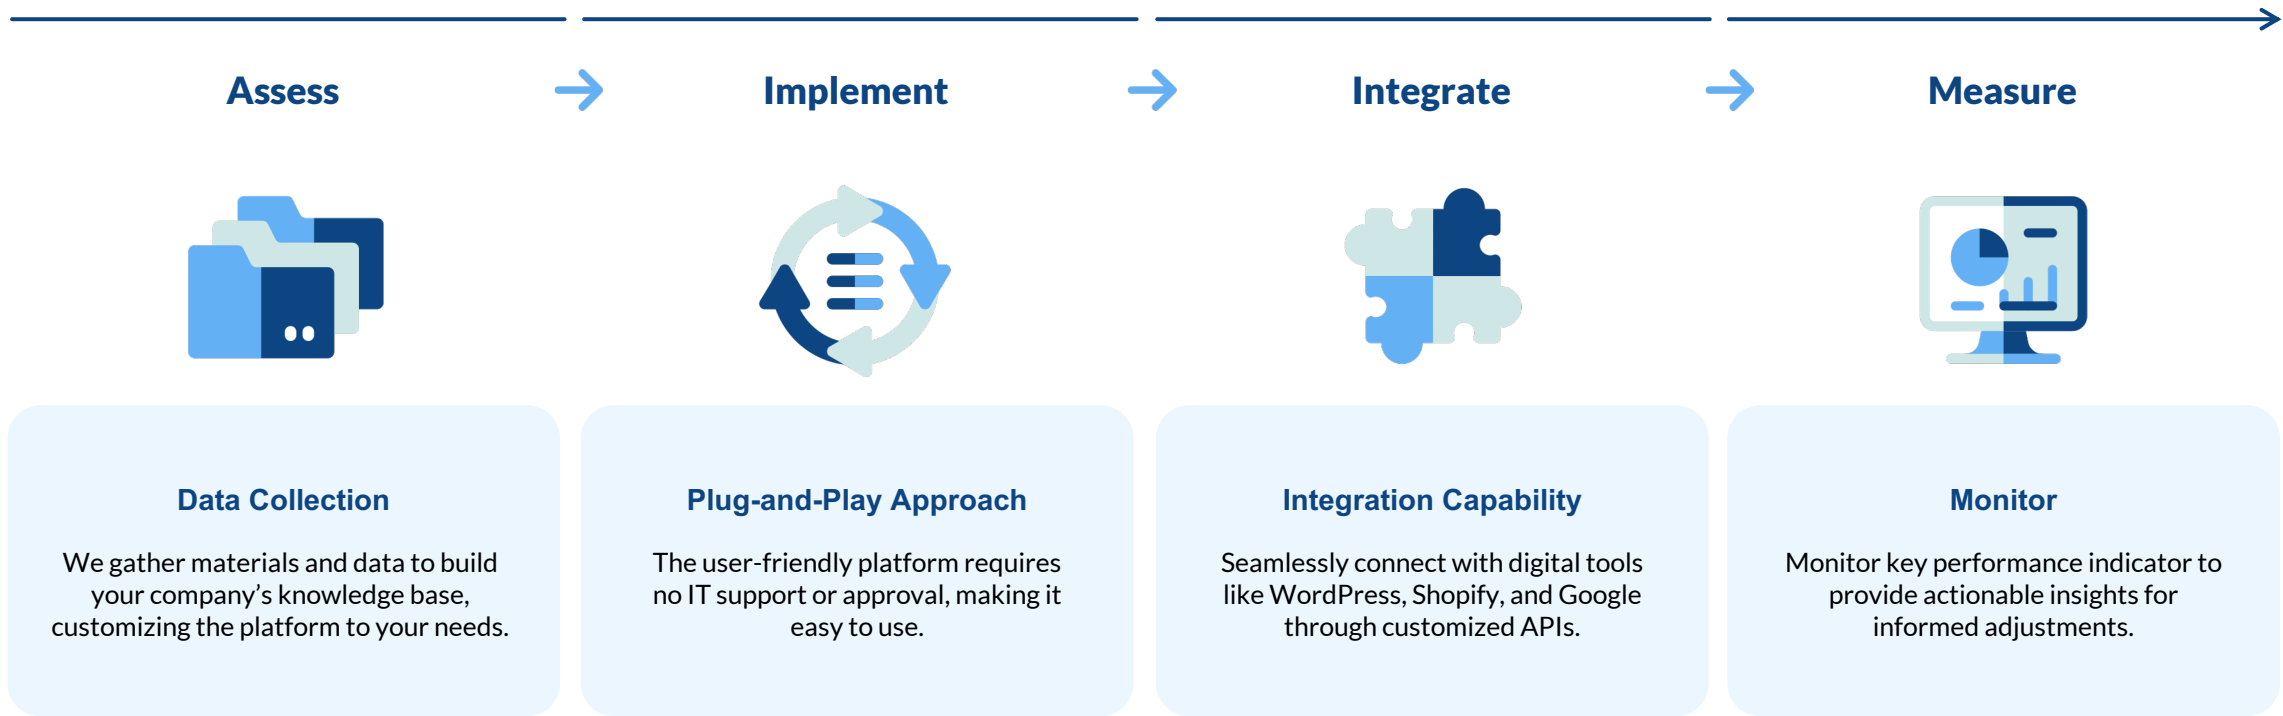 Assess
Implement
Integrate
Measure
Data Collection
We gather materials and data to build
your company’s knowledge base,
customizing the platform to your needs.
Plug-and-Play Approach
The user-friendly platform requires
no IT support or approval, making it
easy to use.
Integration Capability
Seamlessly connect with digital tools
like WordPress, Shopify, and Google
through customized APIs.
Monitor
Monitor key performance indicator to
provide actionable insights for
informed adjustments.